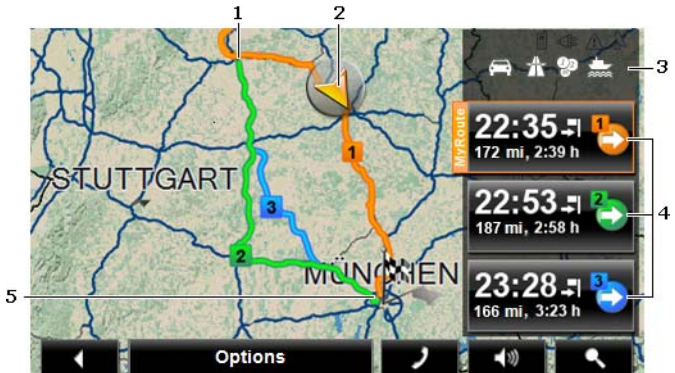 1
2
3
STUTTGART
1
3
2
MÜNCHEN
5
MyRoute
22:35
1
172 mi, 2:39 h
22:53
2
187 mi, 2:58 h
4
23:28
3
166 mi, 3:23 h
Options